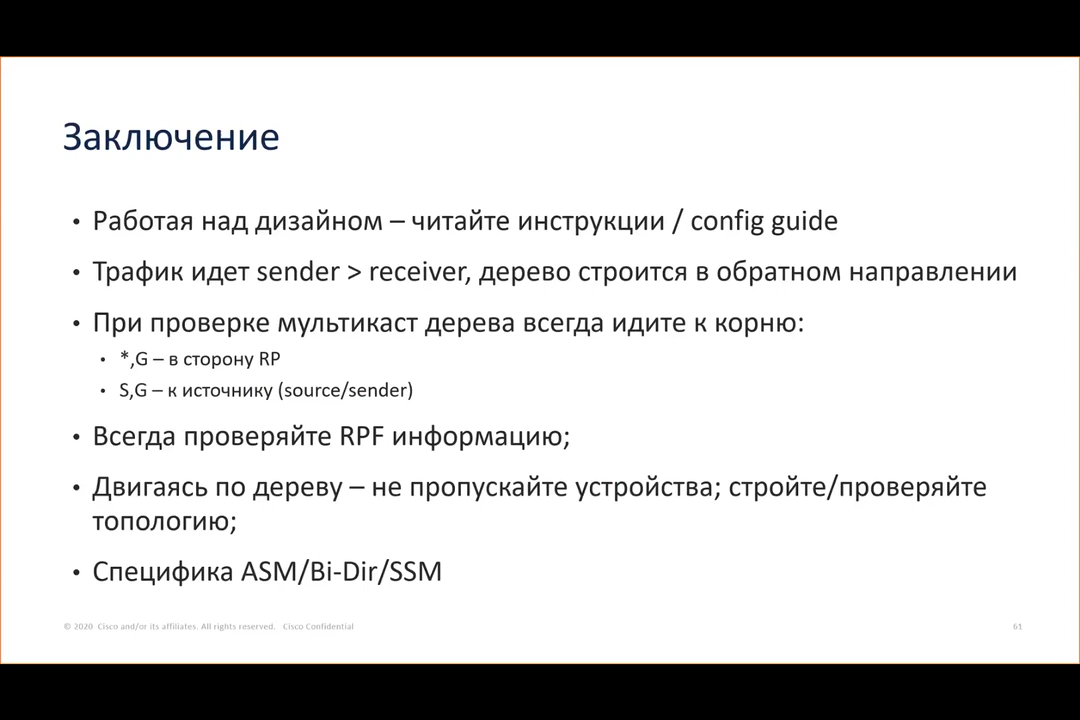 Заключение
• Работая над дизайном – читайте инструкции / config guide
• Трафик идет sender > receiver, дерево строится в обратном направлении
• При проверке мультикаст дерева всегда идите к корню:
• *,G – в сторону RP
• S,G – к источнику (source/sender)
• Всегда проверяйте RPF информацию;
• Двигаясь по дереву – не пропускайте устройства; стройте/проверяйте
топологию;
• Специфика ASM/Bi-Dir/SSM
© 2020 Cisco and/or its affiliates. All rights reserved. Cisco Confidential
61